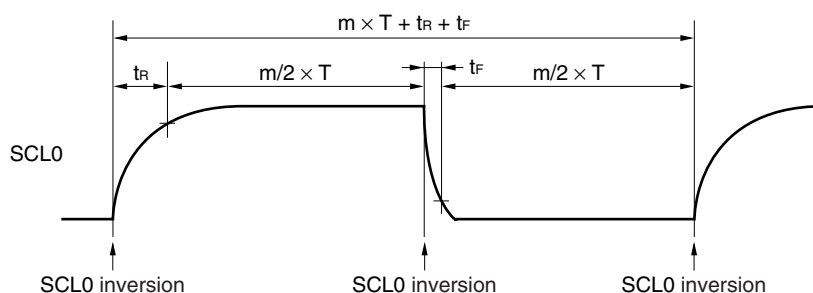 m × T + tR + tF
tR
m/2 × T
tF
m/2 × T
SCL0
SCL0 inversion
SCL0 inversion
SCL0 inversion